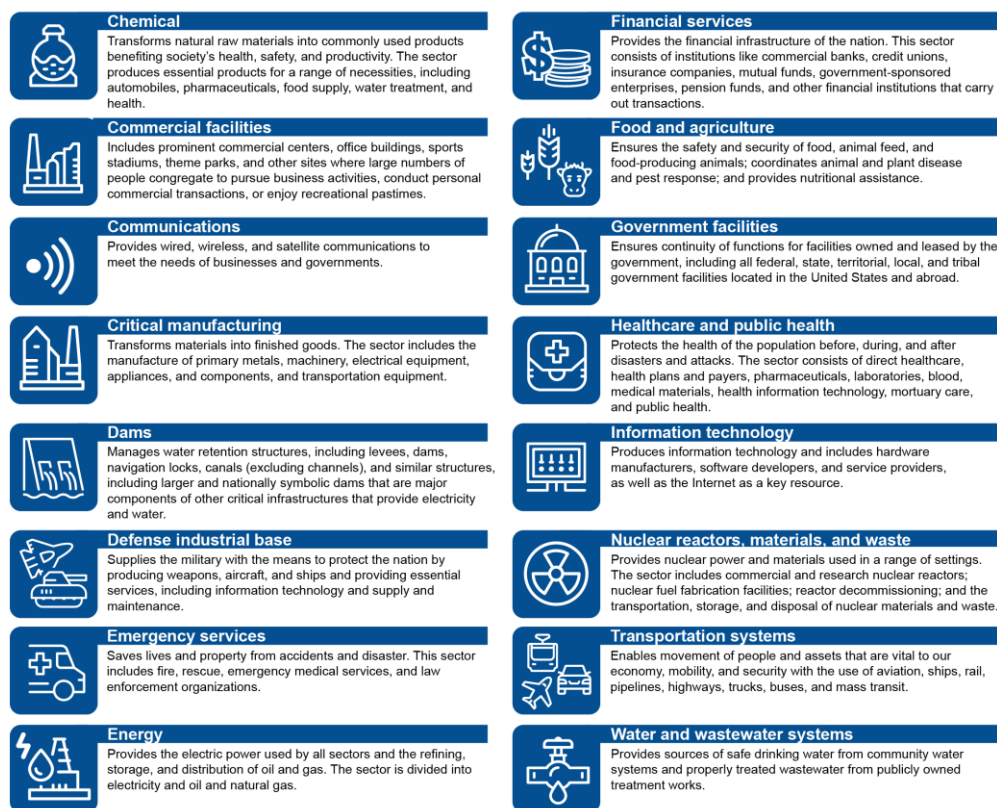 Chemical
Transforms natural raw materials into commonly used products
benefiting society's health, safety, and productivity. The sector
produces essential products for a range of necessities, including
automobiles, pharmaceuticals, food supply, water treatment, and
health.
Commercial facilities
Includes prominent commercial centers, office buildings, sports
stadiums, theme parks, and other sites where large numbers of
people congregate to pursue business activities, conduct personal
commercial transactions, or enjoy recreational pastimes.
Communications
Provides wired, wireless, and satellite communications to
meet the needs of businesses and governments.
Critical manufacturing
Transforms materials into finished goods. The sector includes the
manufacture of primary metals, machinery, electrical equipment,
appliances, and components, and transportation equipment.
Dams
Manages water retention structures, including levees, dams,
navigation locks, canals (excluding channels), and similar structures,
including larger and nationally symbolic dams that are major
components of other critical infrastructures that provide electricity
and water.
Defense industrial base
Supplies the military with the means to protect the nation by
producing weapons, aircraft, and ships and providing essential
services, including information technology and supply and
maintenance.
Emergency services
Saves lives and property from accidents and disaster. This sector
includes fire, rescue, emergency medical services, and law
enforcement organizations.
Energy
Provides the electric power used by all sectors and the refining,
storage, and distribution of oil and gas. The sector is divided into
electricity and oil and natural gas.
Financial services
Provides the financial infrastructure of the nation. This sector
consists of institutions like commercial banks, credit unions,
insurance companies, mutual funds, government-sponsored
enterprises, pension funds, and other financial institutions that carry
out transactions.
Food and agriculture
Ensures the safety and security of food, animal feed, and
food-producing animals; coordinates animal and plant disease
and pest response; and provides nutritional assistance.
Government facilities
Ensures continuity of functions for facilities owned and leased by the
government, including all federal, state, territorial, local, and tribal
government facilities located in the United States and abroad.
Healthcare and public health
Protects the health of the population before, during, and after
disasters and attacks. The sector consists of direct healthcare,
health plans and payers, pharmaceuticals, laboratories, blood,
medical materials, health information technology, mortuary care,
and public health.
Information technology
Produces information technology and includes hardware
manufacturers, software developers, and service providers,
as well as the Internet as a key resource.
Nuclear reactors, materials, and waste
Provides nuclear power and materials used in a range of settings.
The sector includes commercial and research nuclear reactors;
nuclear fuel fabrication facilities; reactor decommissioning; and the
transportation, storage, and disposal of nuclear materials and waste.
Transportation systems
Enables movement of people and assets that are vital to our
economy, mobility, and security with the use of aviation, ships, rail,
pipelines, highways, trucks, buses, and mass transit.
Water and wastewater systems
Provides sources of safe drinking water from community water
systems and properly treated wastewater from publicly owned
treatment works.